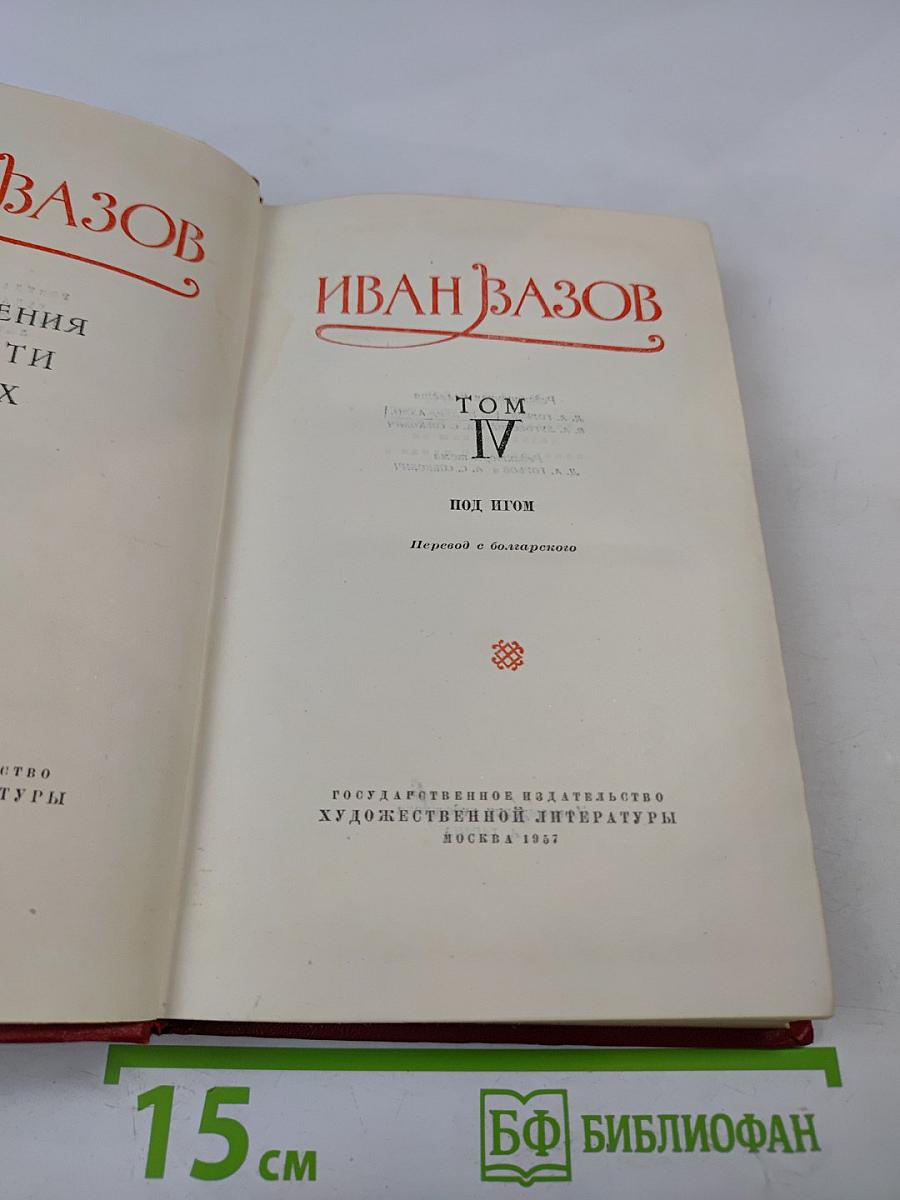 ВАЗОВ
ЕНИЯ
ТИ
Х
СТВО
ТУРЫ
ИВАН ВАЗОВ
ТОМ
IV
ПОД ИГОМ
Перевод с болгарского
ГОСУДАРСТВЕННОЕ ИЗДАТЕЛЬСТВО
ХУДОЖЕСТВЕННОЙ ЛИТЕРАТУРЫ
МОСКВА 1957
15 см
БФ БИБЛИОФАН